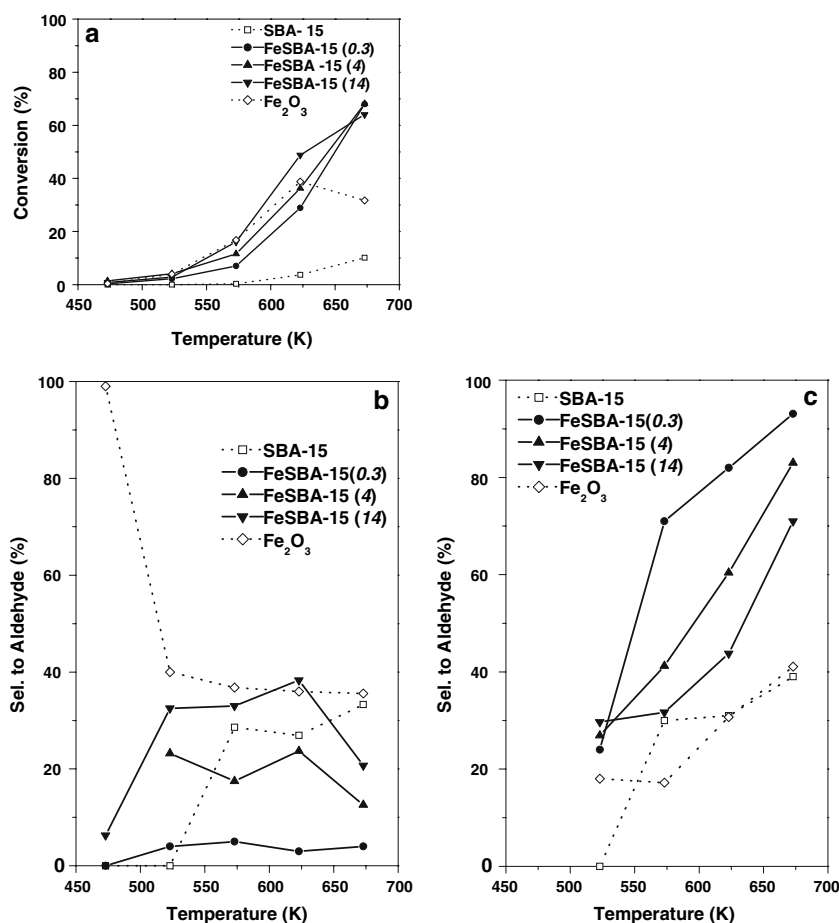 a
SBA- 15
FeSBA-15 (0.3)
FeSBA -15 (4)
FeSBA-15 (14)
Fe2O3
100
80
60
40
20
0
Conversion (%)
450 500 550 600 650 700
Temperature (K)
b
SBA-15
FeSBA-15(0.3)
FeSBA-15 (4)
FeSBA-15 (14)
Fe2O3
100
80
60
40
20
0
Sel. to Aldehyde (%)
450 500 550 600 650 700
Temperature (K)
c
SBA-15
FeSBA-15(0.3)
FeSBA-15 (4)
FeSBA-15 (14)
Fe2O3
100
80
60
40
20
0
Sel. to Aldehyde (%)
450 500 550 600 650 700
Temperature (K)